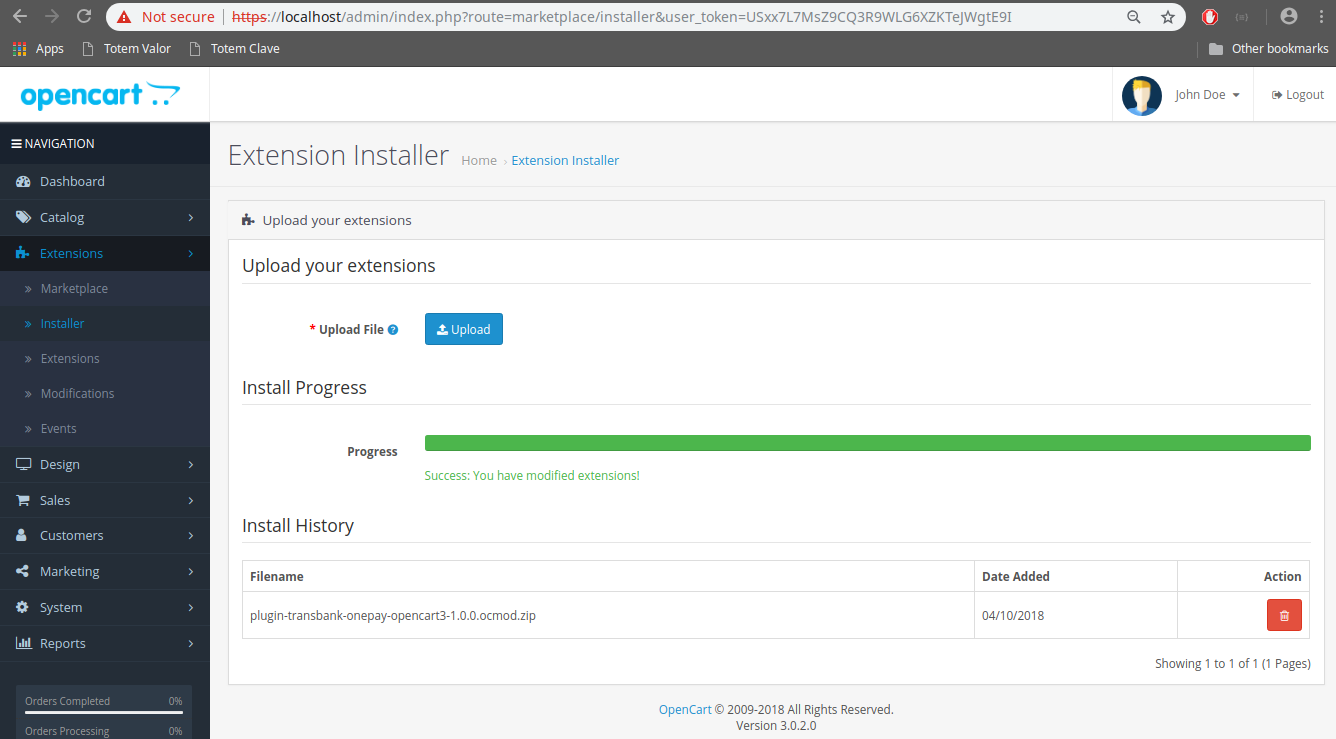 Not secure https://localhost/admin/index.php?route=marketplace/installer&user_token=USxx7L7MsZ9CQ3R9WLG6XZKTeJWgtE9I
Apps Totem Valor Totem Clave Other bookmarks
opencart John Doe Logout
NAVIGATION
Dashboard
Catalog
Extensions
Marketplace
Installer
Extensions
Modifications
Events
Design
Sales
Customers
Marketing
System
Reports
Orders Completed 0%
Orders Processing 0%
Extension Installer Home › Extension Installer
Upload your extensions
Upload your extensions
* Upload File ? Upload
Install Progress
Progress
Success: You have modified extensions!
Install History
Filename Date Added Action
plugin-transbank-onepay-opencart3-1.0.0.ocmod.zip 04/10/2018
Showing 1 to 1 of 1 (1 Pages)
OpenCart © 2009-2018 All Rights Reserved.
Version 3.0.2.0